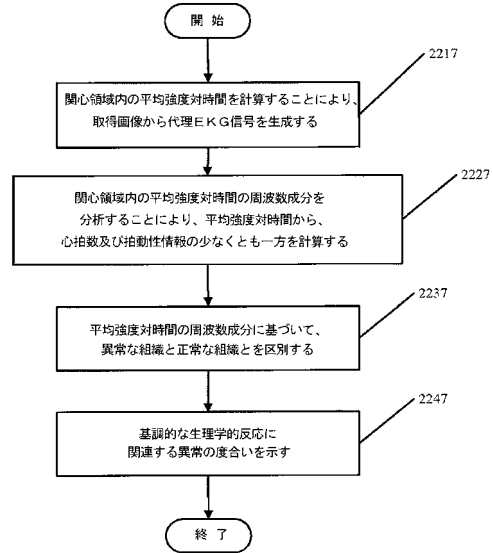 開 始
2217
関心領域内の平均強度対時間を計算することにより、
取得画像から代理EKG信号を生成する
2227
関心領域内の平均強度対時間の周波数成分を
分析することにより、平均強度対時間から、
心拍数及び拍動性情報の少なくとも一方を計算する
2237
平均強度対時間の周波数成分に基づいて、
異常な組織と正常な組織とを区別する
2247
基調的な生理学的反応に
関連する異常の度合いを示す
終 了